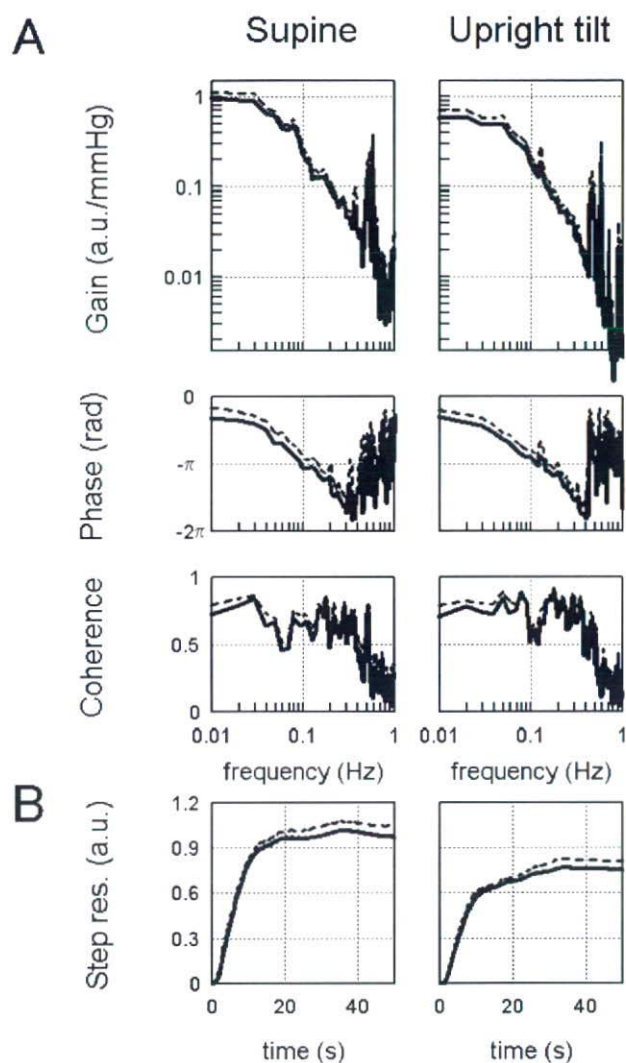 A
Supine
Upright tilt
Gain (a.u./mmHg)
1
0.1
0.01
Phase (rad)
0
-π
-2π
Coherence
1
0.5
0
0.01
0.1
1
0.01
0.1
1
frequency (Hz)
frequency (Hz)
B
Step res. (a.u.)
1.2
0.9
0.6
0.3
0
0
20
40
0
20
40
time (s)
time (s)